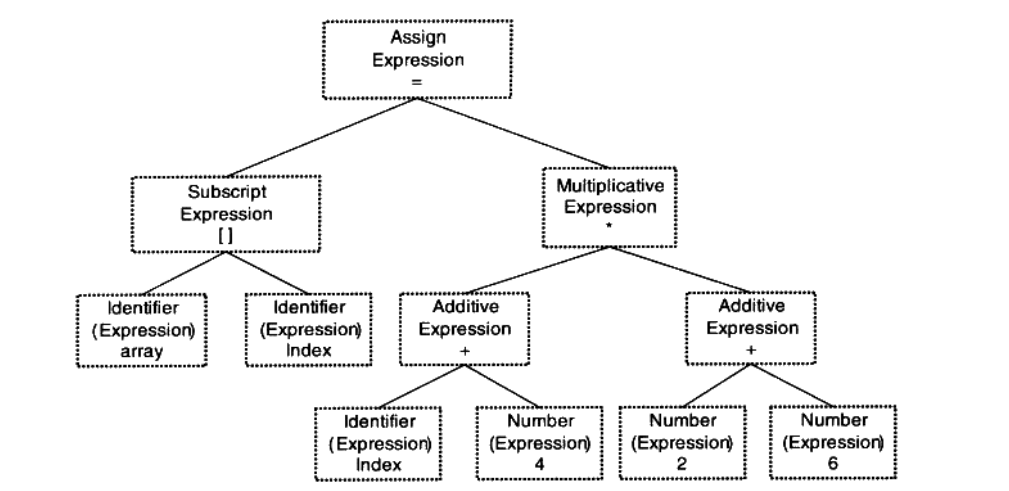 Assign
Expression
=
Subscript
Expression
[ ]
Multiplicative
Expression
*
Identifier
(Expression)
array
Identifier
(Expression)
Index
Additive
Expression
+
Additive
Expression
+
Identifier
(Expression)
Index
Number
(Expression)
4
Number
(Expression)
2
Number
(Expression)
6